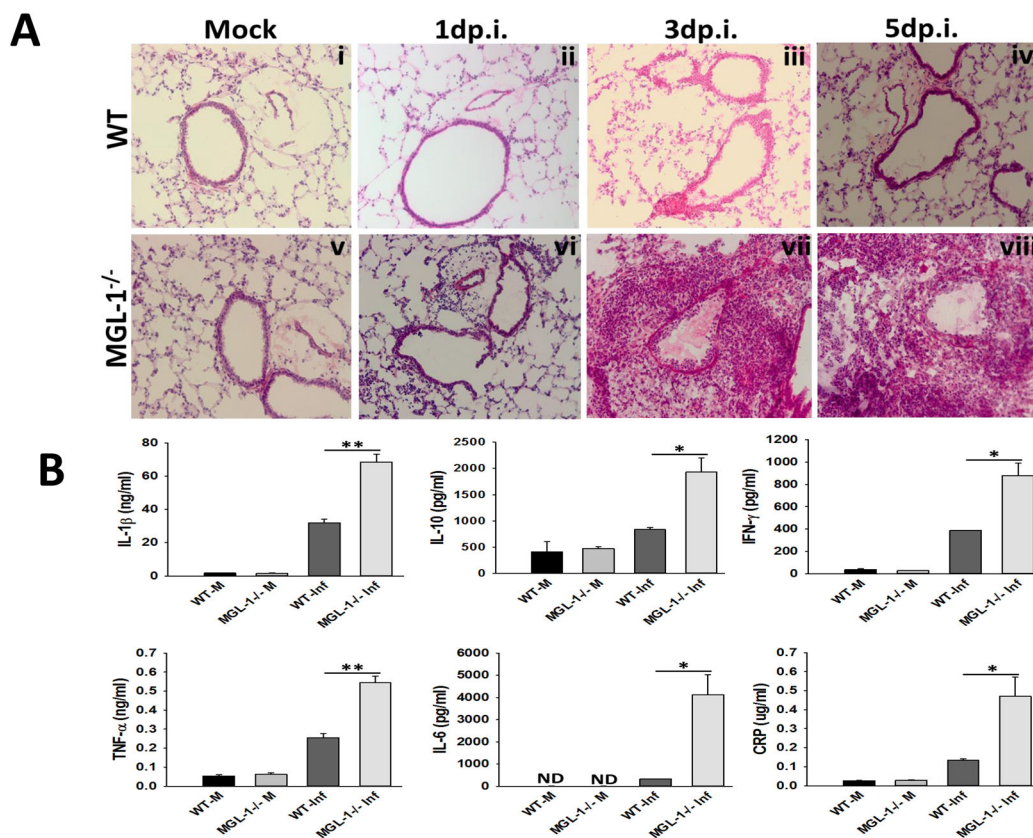 A
Mock 1dp.i. 3dp.i. 5dp.i.
WT
i ii iii iv
MGL-1-/-
v vi vii viii
B
IL-1β (ng/ml)
80
60
40
20
0
**
WT-M MGL-1-/- M WT-Inf MGL-1-/- Inf
IL-10 (pg/ml)
2500
2000
1500
1000
500
0
*
WT-M MGL-1-/- M WT-Inf MGL-1-/- Inf
IFN-γ (pg/ml)
1200
1000
800
600
400
200
0
*
WT-M MGL-1-/- M WT-Inf MGL-1-/- Inf
TNF-α (ng/ml)
0.7
0.6
0.5
0.4
0.3
0.2
0.1
0.0
**
WT-M MGL-1-/- M WT-Inf MGL-1-/- Inf
IL-6 (pg/ml)
6000
5000
4000
3000
2000
1000
0
ND ND
*
WT-M MGL-1-/- M WT-Inf MGL-1-/- Inf
CRP (ug/ml)
0.7
0.6
0.5
0.4
0.3
0.2
0.1
0.0
*
WT-M MGL-1-/- M WT-Inf MGL-1-/- Inf